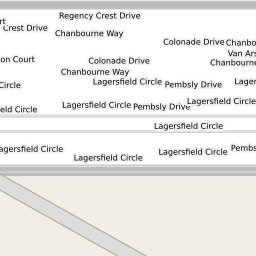 Regency Crest Drive
rt
Crest Drive
Chanbourne Way
Colonade Drive
Chanbo
Van Ars
on Court
Colonade Drive
Chanbourne
Chanbourne Way
Lagersfield Circle
Pembsly Drive
Lager
Circle
Lagersfield Circle
Pembsly Drive
Lagersfield Circle
eld Circle
Lagersfield Circle
agersfield Circle
Lagersfield Circle
Lagersfield Circle
Pembs